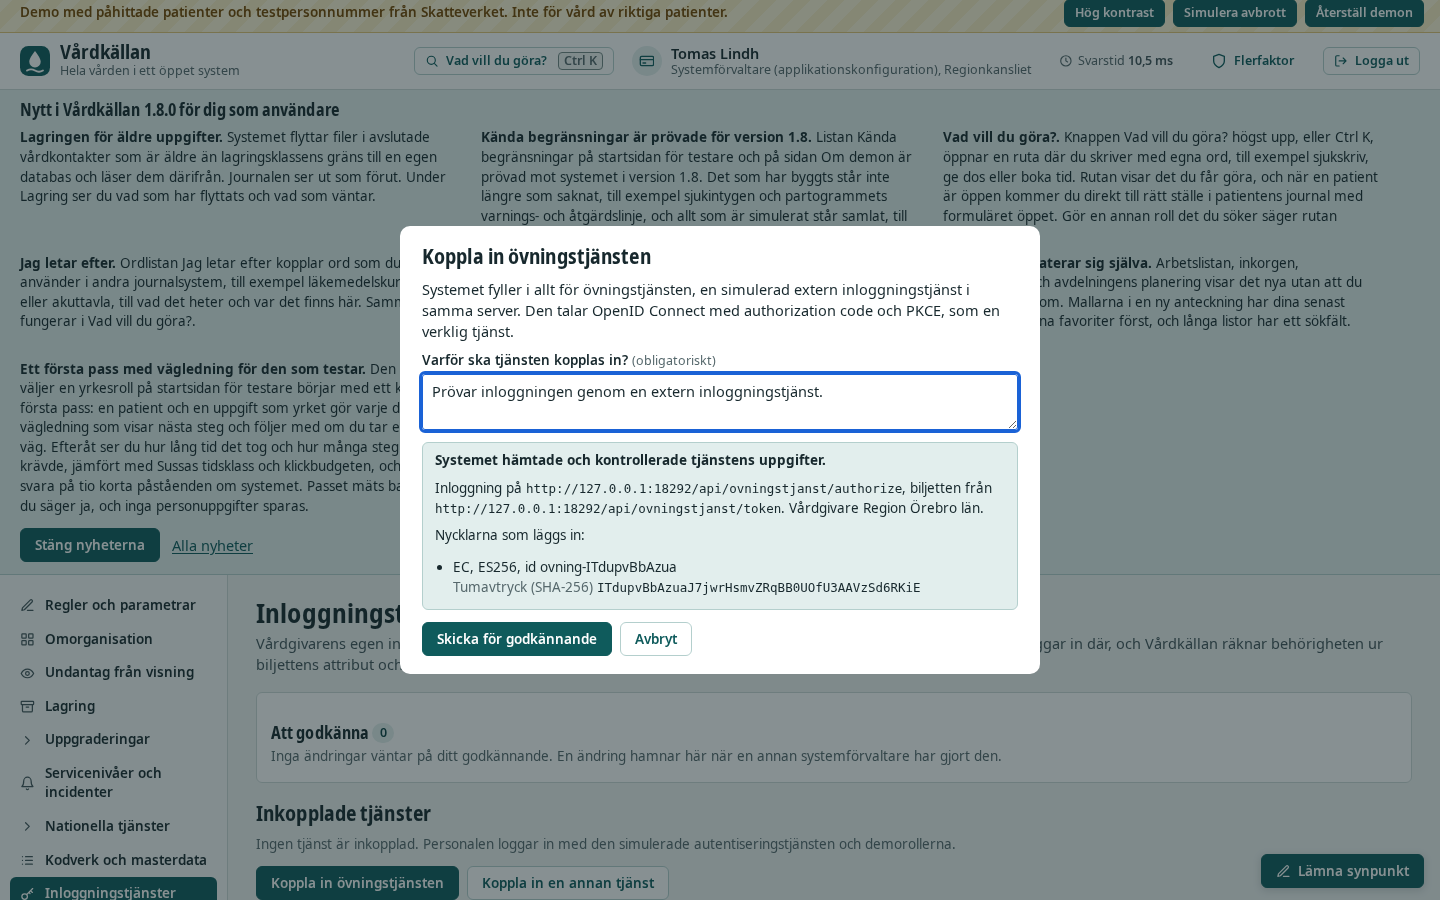 Demo med påhittade patienter och testpersonnummer från Skatteverket. Inte för vård av riktiga patienter.
Hög kontrast
Simulera avbrott
Återställ demon
Vårdkällan
Hela vården i ett öppet system
Vad vill du göra? Ctrl K
Tomas Lindh
Systemförvaltare (applikationskonfiguration), Regionkansliet
Svarstid 10,5 ms
Flerfaktor
Logga ut
Nytt i Vårdkällan 1.8.0 för dig som användare
Lagringen för äldre uppgifter. Systemet flyttar filer i avslutade
vårdkontakter som är äldre än lagringsklassens gräns till en egen
databas och läser dem därifrån. Journalen ser ut som förut. Under
Lagring ser du vad som har flyttats och vad som väntar.
Kända begränsningar är prövade för version 1.8. Listan Kända
begränsningar på startsidan för testare och på sidan Om demon är
prövad mot systemet i version 1.8. Det som har byggts står inte
längre som saknat, till exempel sjukintygen och partogrammets
varnings- och åtgärdslinje, och allt som är simulerat står samlat, till
Vad vill du göra?. Knappen Vad vill du göra? högst upp, eller Ctrl K,
öppnar en ruta där du skriver med egna ord, till exempel sjukskriv,
ge dos eller boka tid. Rutan visar det du får göra, och när en patient
är öppen kommer du direkt till rätt ställe i patientens journal med
formuläret öppet. Gör en annan roll det du söker säger rutan
Jag letar efter. Ordlistan Jag letar efter kopplar ord som du
använder i andra journalsystem, till exempel
eller akuttavla, till vad det heter och var det finns här.
fungerar i Vad vill du göra?.
sig själva. Arbetslistan, inkorgen,
avdelningens planering visar det nya utan att du
om. Mallarna i en ny anteckning har dina senast
favoriter först, och långa listor har ett sökfält.
Ett första pass med vägledning för den som testar. Den
väljer en yrkesroll på startsidan för testare börjar med ett
första pass: en patient och en uppgift som yrket gör varje
vägledning som visar nästa steg och följer med om du tar
väg. Efteråt ser du hur lång tid det tog och hur många
krävde, jämfört med Sussas tidsklass och klickbudgeten,
svara på tio korta påståenden om systemet. Passet mäts
du säger ja, och inga personuppgifter sparas.
Stäng nyheterna
Alla nyheter
Koppla in övningstjänsten
Systemet fyller i allt för övningstjänsten, en simulerad extern inloggningstjänst i
samma server. Den talar OpenID Connect med authorization code och PKCE, som en
verklig tjänst.
Varför ska tjänsten kopplas in? (obligatoriskt)
Prövar inloggningen genom en extern inloggningstjänst.
Systemet hämtade och kontrollerade tjänstens uppgifter.
Inloggning på http://127.0.0.1:18292/api/ovningstjanst/authorize, biljetten från
http://127.0.0.1:18292/api/ovningstjanst/token. Vårdgivare Region Örebro län.
Nycklarna som läggs in:
EC, ES256, id ovning-ITdupvBbAzua
Tumavtryck (SHA-256) ITdupvBbAzuaJ7jwrHsmvZRqBB0UOfU3AAVzSd6RKiE
Skicka för godkännande
Avbryt
Regler och parametrar
Omorganisation
Undantag från visning
Lagring
Uppgraderingar
Servicenivåer och
incidenter
Nationella tjänster
Kodverk och masterdata
Inloggningstjänster
Vårdgivarens egen
in där, och Vårdkällan räknar behörigheten ur
biljettens attribut
Att godkänna 0
Inga ändringar väntar på ditt godkännande. En ändring hamnar här när en annan systemförvaltare har gjort den.
Inkopplade tjänster
Ingen tjänst är inkopplad. Personalen loggar in med den simulerade autentiseringstjänsten och demorollerna.
Koppla in övningstjänsten
Koppla in en annan tjänst
Lämna synpunkt